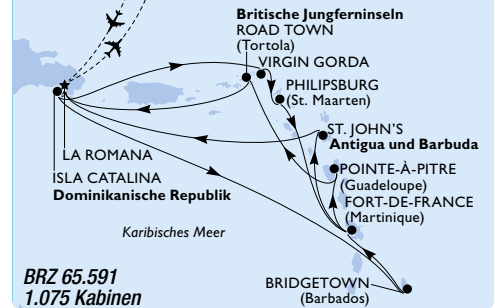 Britische Jungferninseln
ROAD TOWN
(Tortola)
VIRGIN GORDA
PHILIPSBURG
(St. Maarten)
ST. JOHN'S
Antigua und Barbuda
LA ROMANA
ISLA CATALINA
Dominikanische Republik
POINTE-À-PITRE
(Guadeloupe)
FORT-DE-FRANCE
(Martinique)
Karibisches Meer
BRIDGETOWN
(Barbados)
BRZ 65.591
1.075 Kabinen